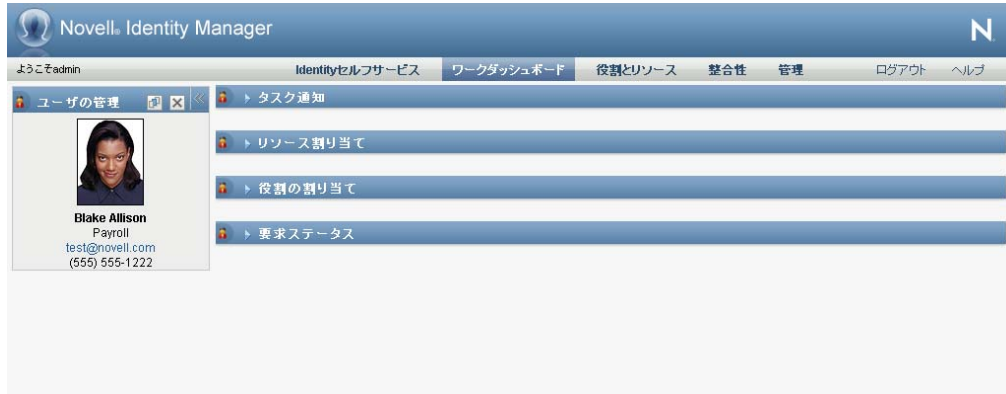 Novell® Identity Manager
N
ようこそadmin
Identityセルフサービス ワークダッシュボード 役割とリソース 整合性 管理 ログアウト ヘルプ
ユーザの管理
タスク通知
リソース割り当て
役割の割り当て
要求ステータス
Blake Allison
Payroll
test@novell.com
(555) 555-1222